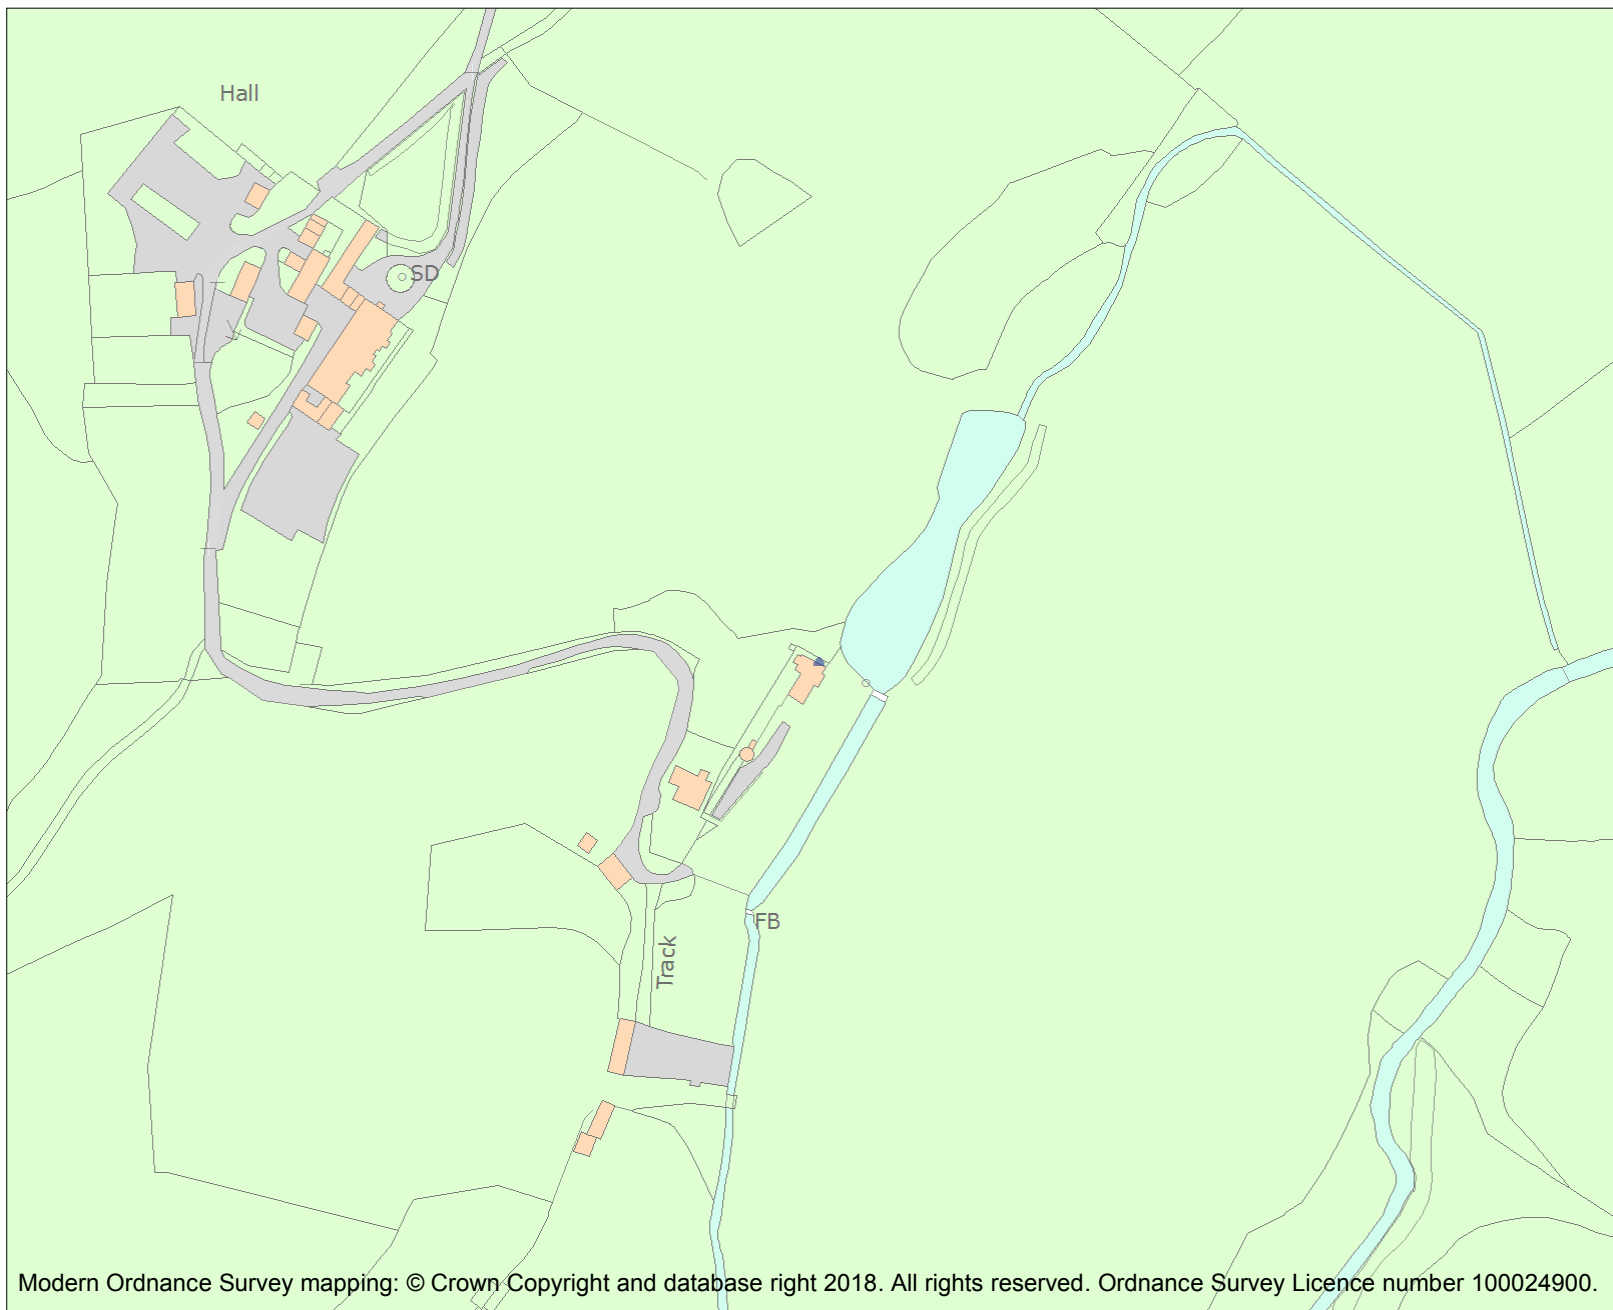 Hall
SD
FB
Track
Modern Ordnance Survey mapping: © Crown Copyright and database right 2018. All rights reserved. Ordnance Survey Licence number 100024900.